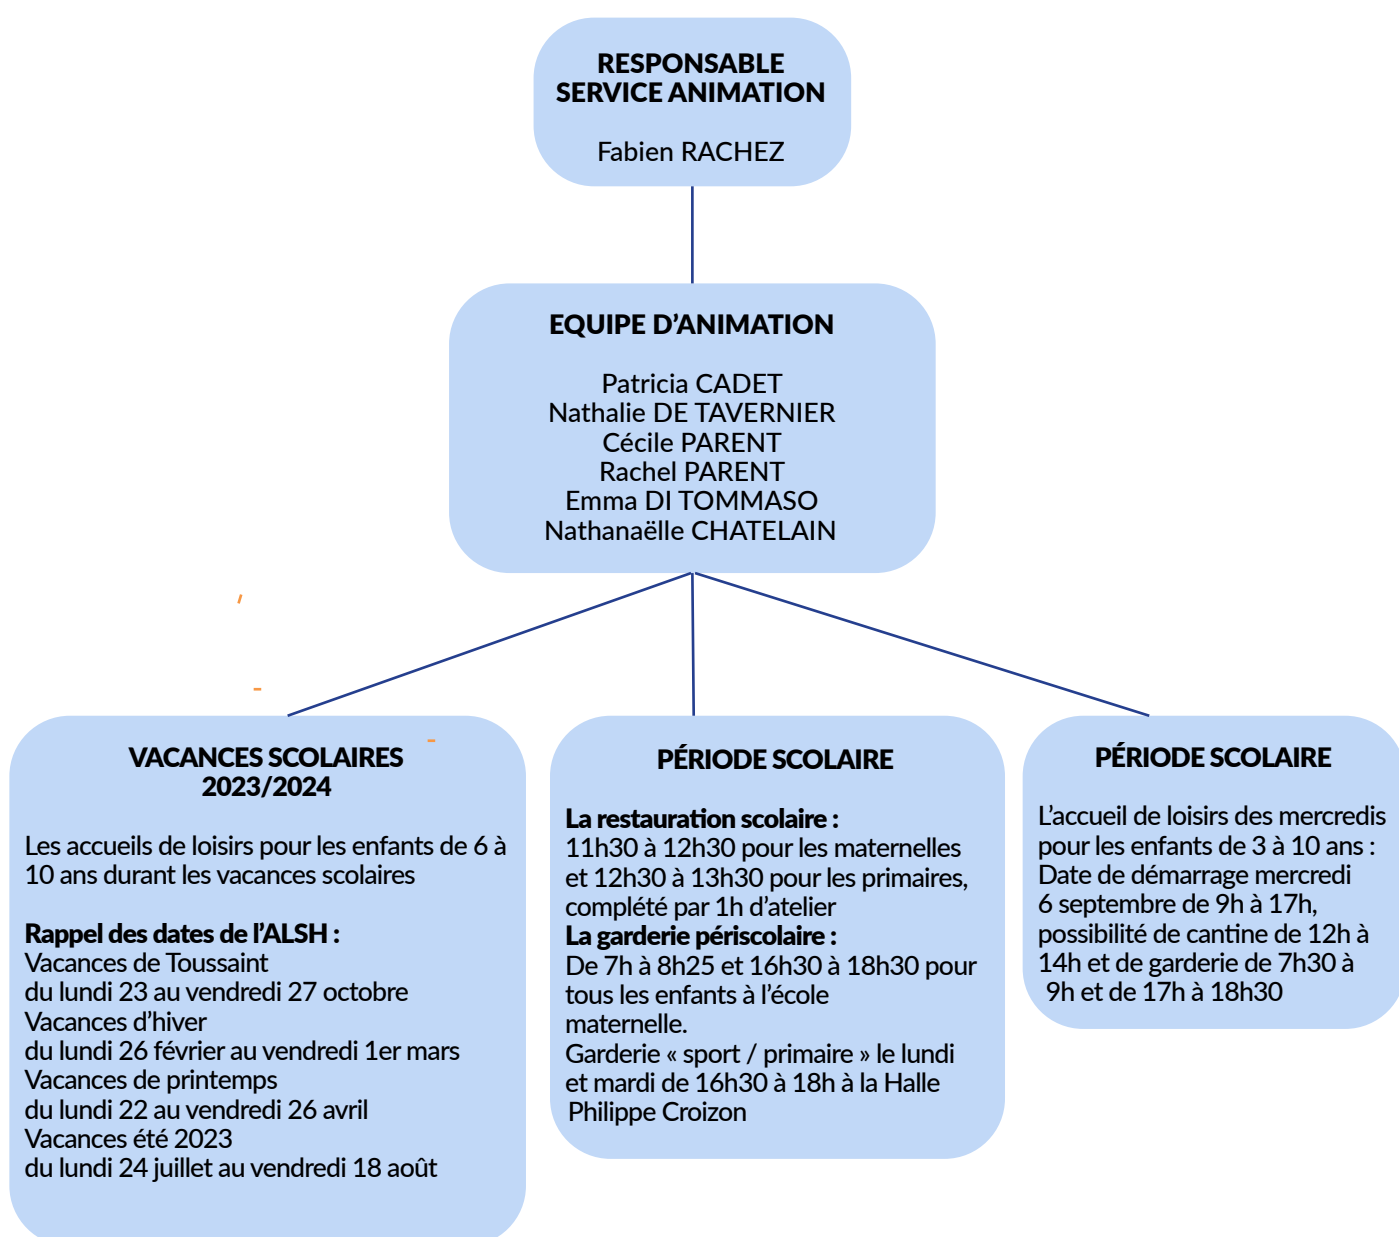 RESPONSABLE
SERVICE ANIMATION
Fabien RACHEZ
EQUIPE D’ANIMATION
Patricia CADET
Nathalie DE TAVERNIER
Cécile PARENT
Rachel PARENT
Emma DI TOMMASO
Nathanaëlle CHATELAIN
VACANCES SCOLAIRES
2023/2024
Les accueils de loisirs pour les enfants de 6 à
10 ans durant les vacances scolaires
Rappel des dates de l’ALSH :
Vacances de Toussaint
du lundi 23 au vendredi 27 octobre
Vacances d’hiver
du lundi 26 février au vendredi 1er mars
Vacances de printemps
du lundi 22 au vendredi 26 avril
Vacances été 2023
du lundi 24 juillet au vendredi 18 août
PÉRIODE SCOLAIRE
La restauration scolaire :
11h30 à 12h30 pour les maternelles
et 12h30 à 13h30 pour les primaires,
complété par 1h d’atelier
La garderie périscolaire :
De 7h à 8h25 et 16h30 à 18h30 pour
tous les enfants à l’école
maternelle.
Garderie « sport / primaire » le lundi
et mardi de 16h30 à 18h à la Halle
Philippe Croizon
PÉRIODE SCOLAIRE
L’accueil de loisirs des mercredis
pour les enfants de 3 à 10 ans :
Date de démarrage mercredi
6 septembre de 9h à 17h,
possibilité de cantine de 12h à
14h et de garderie de 7h30 à
9h et de 17h à 18h30